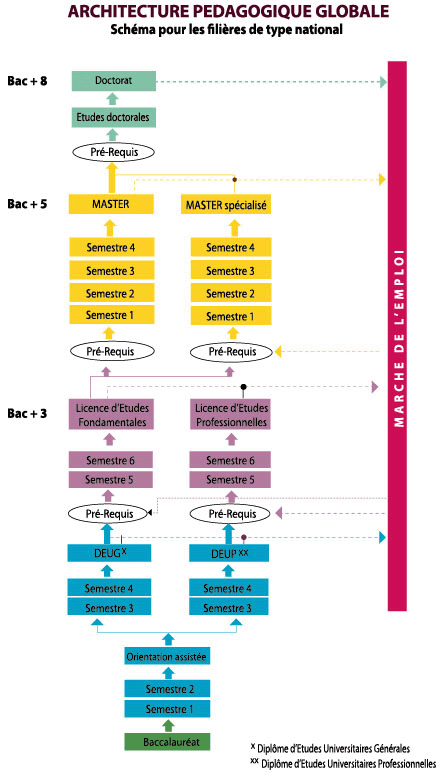 ARCHITECTURE PEDAGOGIQUE GLOBALE
Schéma pour les filières de type national
Bac + 8
Doctorat
Etudes doctorales
Pré-Requis
Bac + 5
MASTER
MASTER spécialisé
Semestre 4
Semestre 4
Semestre 3
Semestre 3
Semestre 2
Semestre 2
Semestre 1
Semestre 1
Pré-Requis
Pré-Requis
Bac + 3
Licence d'Etudes
Fondamentales
Licence d'Etudes
Professionnelles
Semestre 6
Semestre 6
Semestre 5
Semestre 5
Pré-Requis
Pré-Requis
DEUG x
DEUP xx
Semestre 4
Semestre 4
Semestre 3
Semestre 3
Orientation assistée
Semestre 2
Semestre 1
Baccalauréat
MARCHE DE L'EMPLOI
x Diplôme d'Etudes Universitaires Générales
xx Diplôme d'Etudes Universitaires Professionnelles